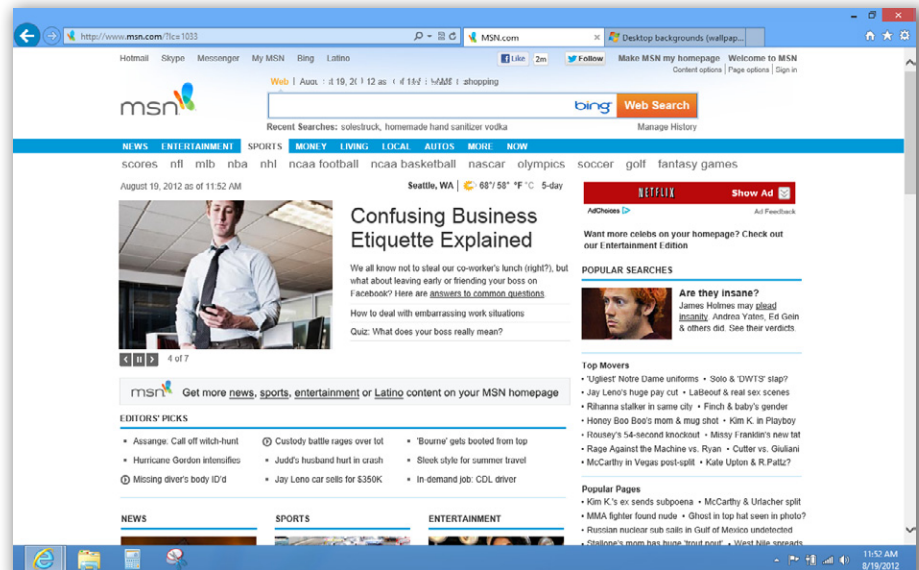 http://www.msn.com/?lc=1033
MSN.com
Desktop backgrounds (wallpap...
Hotmail Skype Messenger My MSN Bing Latino
Like 2m Follow Make MSN my homepage Welcome to MSN
Content options | Page options | Sign in
Web
shopping
msn
bing Web Search
Recent Searches: solestruck, homemade hand sanitizer vodka
Manage History
NEWS ENTERTAINMENT SPORTS MONEY LIVING LOCAL AUTOS MORE NOW
scores nfl mlb nba nhl ncaa football ncaa basketball nascar olympics soccer golf fantasy games
August 19, 2012 as of 11:52 AM
Seattle, WA | 68°/ 58° °F °C 5-day
Confusing Business
Etiquette Explained
We all know not to steal our co-worker's lunch (right?), but
what about leaving early or friending your boss on
Facebook? Here are answers to common questions.
How to deal with embarrassing work situations
Quiz: What does your boss really mean?
4 of 7
msn Get more news, sports, entertainment or Latino content on your MSN homepage
EDITORS' PICKS
Assange: Call off witch-hunt
Hurricane Gordon intensifies
Missing diver's body ID'd
Custody battle rages over tot
Judd's husband hurt in crash
Jay Leno car sells for $350K
'Bourne' gets booted from top
Sleek style for summer travel
In-demand job: CDL driver
NEWS
SPORTS
ENTERTAINMENT
NETFLIX Show Ad
AdChoices
Ad Feedback
Want more celebs on your homepage? Check out
our Entertainment Edition
POPULAR SEARCHES
Are they insane?
James Holmes may plead
insanity. Andrea Yates, Ed Gein
& others did. See their verdicts.
Top Movers
• 'Ugliest' Notre Dame uniforms • Solo & 'DWTS' slap?
• Jay Leno's huge pay cut • LaBeouf & real sex scenes
• Rihanna stalker in same city • Finch & baby's gender
• Honey Boo Boo's mom & mug shot • Kim K. in Playboy
• Rousey's 54-second knockout • Missy Franklin's new tat
• Rage Against the Machine vs. Ryan • Cutter vs. Giuliani
• McCarthy in Vegas post-split • Kate Upton & R.Pattz?
Popular Pages
• Kim K.'s ex sends subpoena • McCarthy & Urlacher split
• MMA fighter found nude • Ghost in top hat seen in photo?
• Russian nuclear sub sails in Gulf of Mexico undetected
• Stallone's mom has huge 'trout pout' • West Nile spreads
11:52 AM
8/19/2012